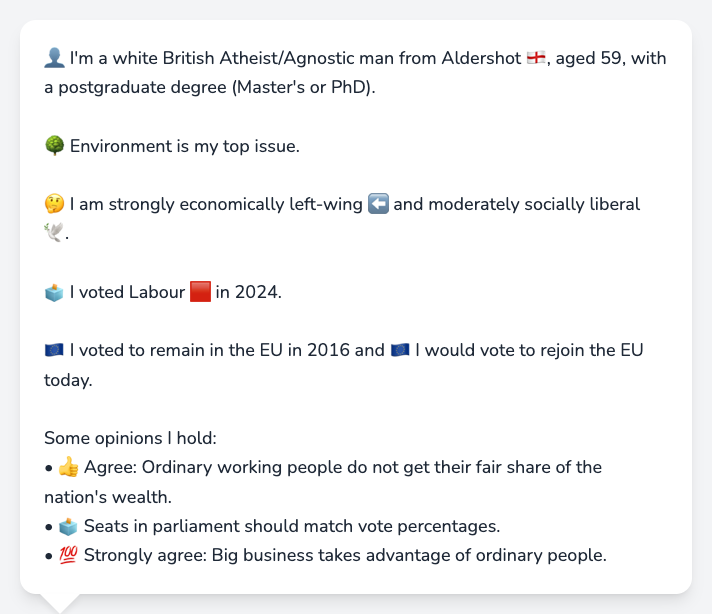 👤 I'm a white British Atheist/Agnostic man from Aldershot 🏴󠁧󠁢󠁥󠁮󠁧󠁿, aged 59, with
a postgraduate degree (Master's or PhD).
🌳 Environment is my top issue.
🤔 I am strongly economically left-wing ⬅️ and moderately socially liberal
🕊️.
🗳️ I voted Labour 🟥 in 2024.
🇪🇺 I voted to remain in the EU in 2016 and 🇪🇺 I would vote to rejoin the EU
today.
Some opinions I hold:
• 👍 Agree: Ordinary working people do not get their fair share of the
nation's wealth.
• 🗳️ Seats in parliament should match vote percentages.
• 💯 Strongly agree: Big business takes advantage of ordinary people.